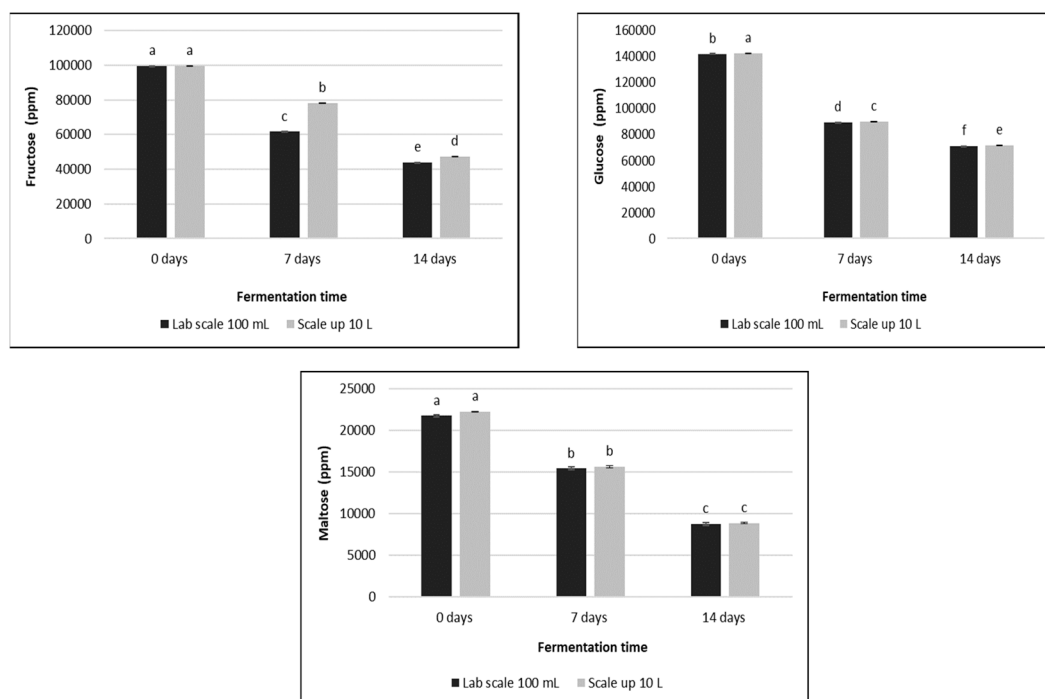 120000
100000
80000
60000
40000
20000
0
Fructose (ppm)
a a
c b
e d
0 days 7 days 14 days
Fermentation time
Lab scale 100 mL Scale up 10 L
160000
140000
120000
100000
80000
60000
40000
20000
0
Glucose (ppm)
b a
d c
f e
0 days 7 days 14 days
Fermentation time
Lab scale 100 mL Scale up 10 L
25000
20000
15000
10000
5000
0
Maltose (ppm)
a a
b b
c c
0 days 7 days 14 days
Fermentation time
Lab scale 100 mL Scale up 10 L